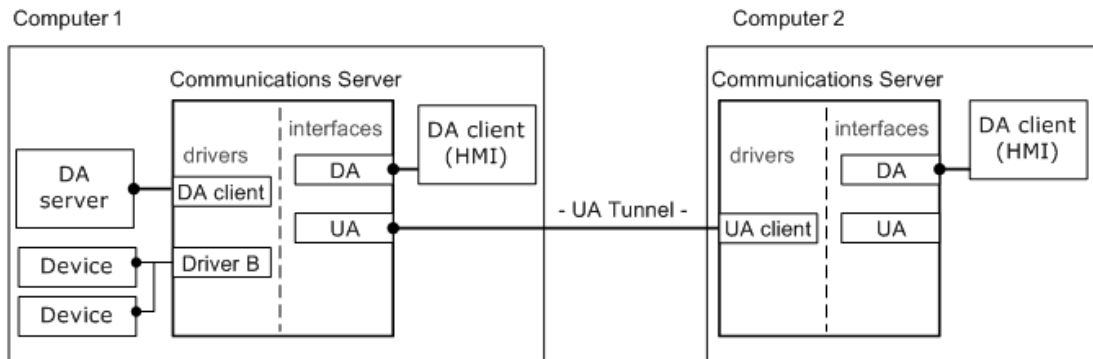 Computer 1
Computer 2
Communications Server
Communications Server
interfaces
DA client
(HMI)
interfaces
DA client
(HMI)
drivers
drivers
DA
DA
DA
server
DA client
- UA Tunnel -
UA
UA client
UA
Device
Driver B
Device